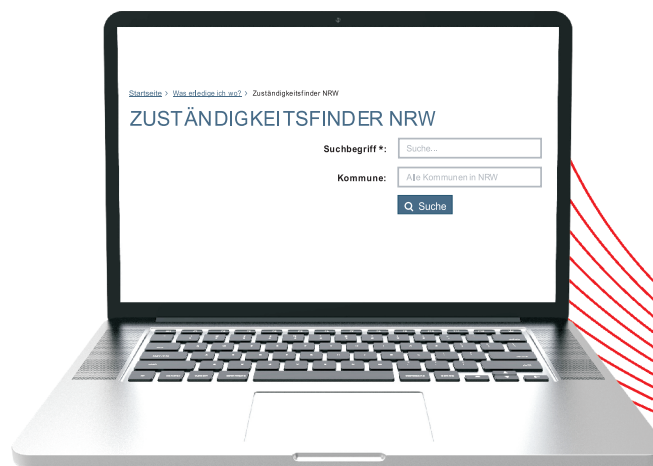 Startseite > Was erledige ich wo? > Zuständigkeitsfinder NRW
ZUSTÄNDIGKEITSFINDER NRW
Suchbegriff *: Suche...
Kommune: Alle Kommunen in NRW
Suche